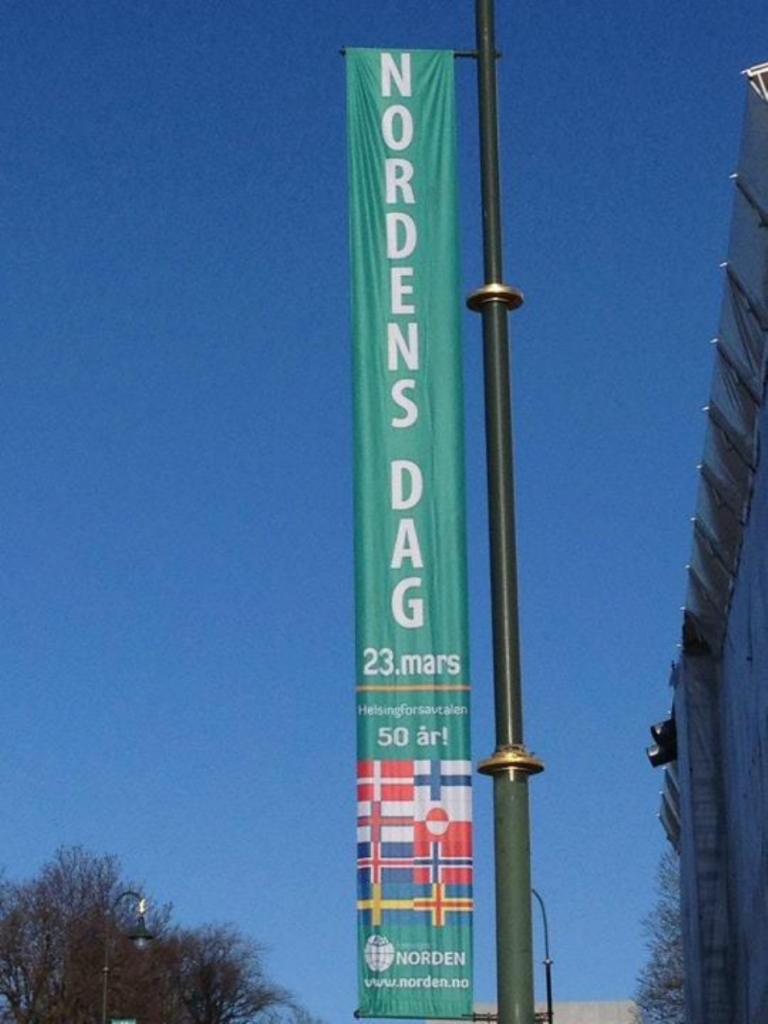 NORDENS DAG
23.mars
Helsingforsavtalen
50 år!
NORDEN
www.norden.no